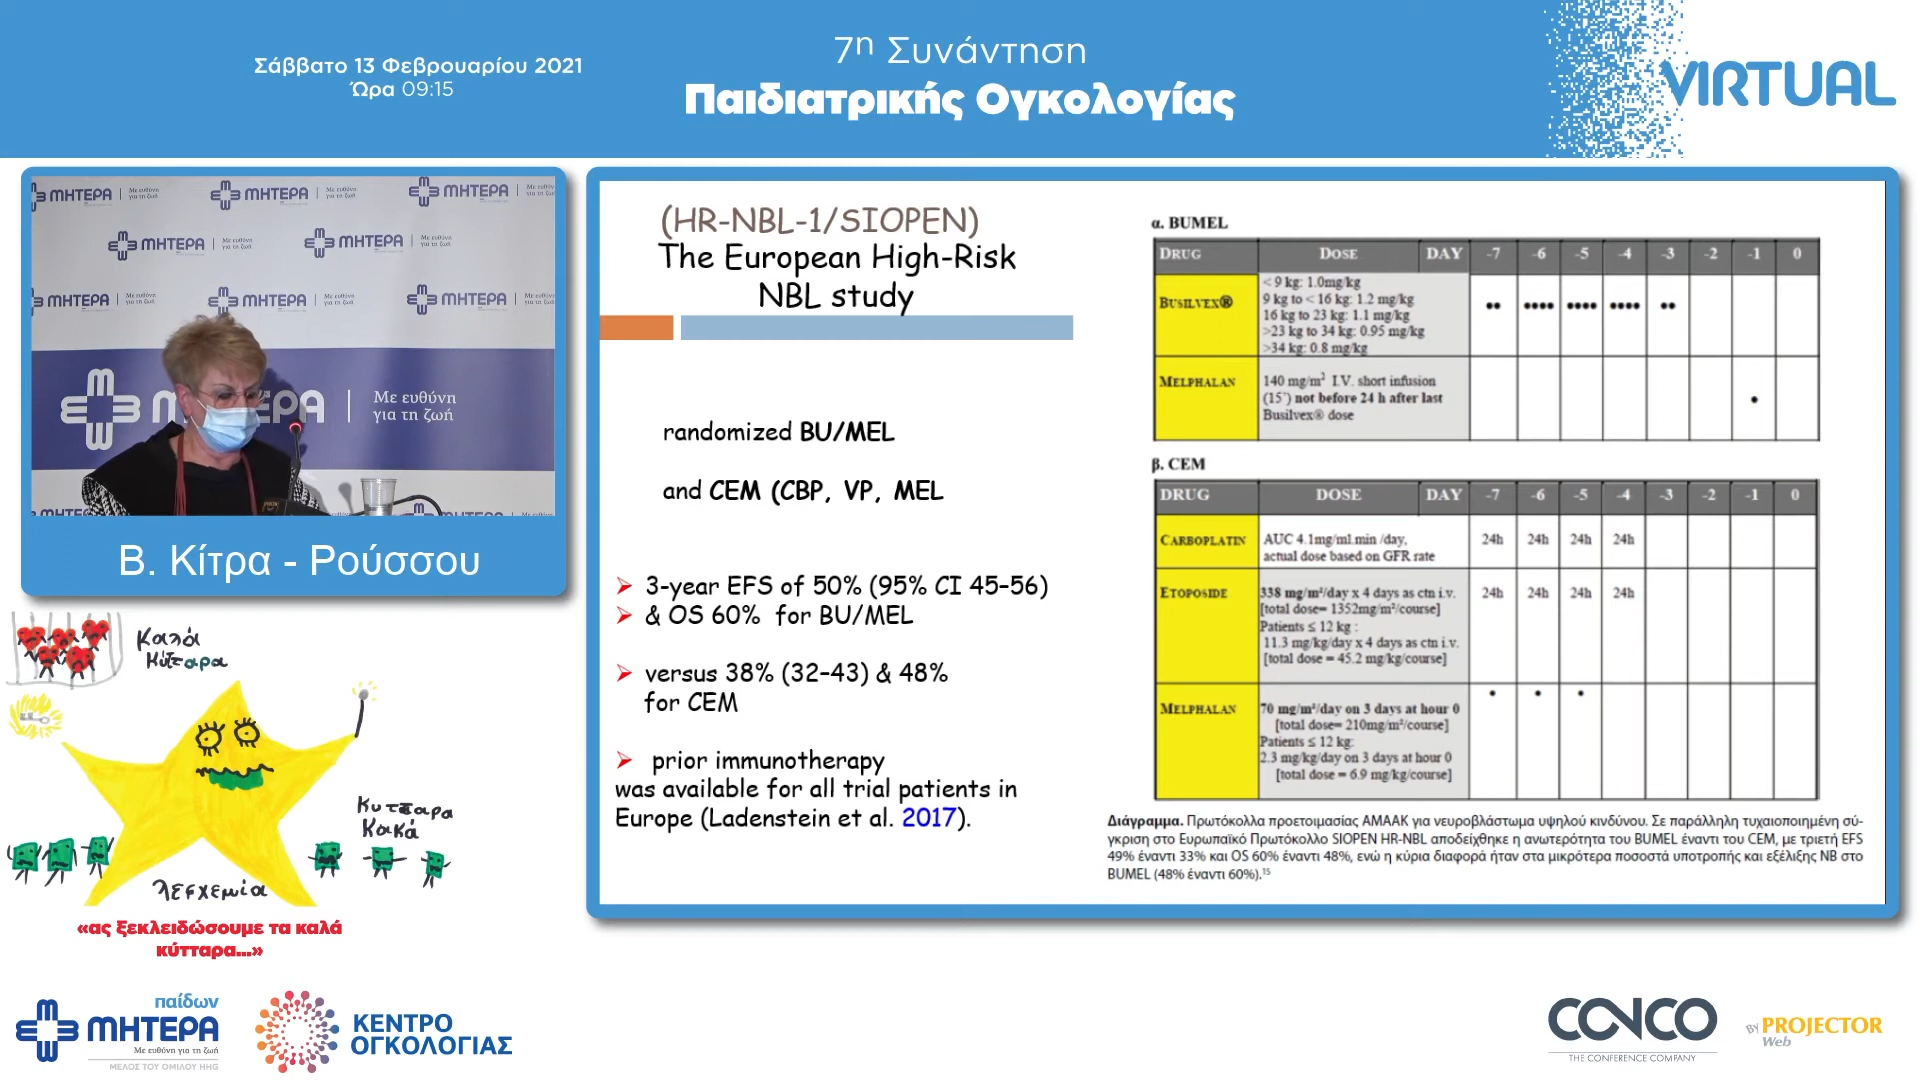 Σάββατο 13 Φεβρουαρίου 2021
Ώρα 09:15
7η Συνάντηση
Παιδιατρικής Ογκολογίας
VIRTUAL
ΜΗΤΕΡΑ
Με ευθύνη
για τη ζωή
Β. Κίτρα - Ρούσσου
(HR-NBL-1/SIOPEN)
The European High-Risk
NBL study
randomized BU/MEL
and CEM (CBP, VP, MEL
➢ 3-year EFS of 50% (95% CI 45–56)
➢ & OS 60% for BU/MEL
➢ versus 38% (32–43) & 48%
for CEM
➢ prior immunotherapy
was available for all trial patients in
Europe (Ladenstein et al. 2017).
α. BUMEL
DRUG DOSE DAY -7 -6 -5 -4 -3 -2 -1 0
BUSILVEX® < 9 kg: 1.0mg/kg
9 kg to < 16 kg: 1.2 mg/kg
16 kg to 23 kg: 1.1 mg/kg
>23 kg to 34 kg: 0.95 mg/kg
>34 kg: 0.8 mg/kg
•• •••• •••• •••• ••
MELPHALAN 140 mg/m² I.V. short infusion
(15') not before 24 h after last
Busilvex® dose
•
β. CEM
DRUG DOSE DAY -7 -6 -5 -4 -3 -2 -1 0
CARBOPLATIN AUC 4.1mg/ml.min /day,
actual dose based on GFR rate
24h 24h 24h 24h
ETOPOSIDE 338 mg/m²/day x 4 days as ctn i.v.
[total dose= 1352mg/m²/course]
Patients ≤ 12 kg :
11.3 mg/kg/day x 4 days as ctn i.v.
[total dose = 45.2 mg/kg/course]
24h 24h 24h 24h
MELPHALAN 70 mg/m²/day on 3 days at hour 0
[total dose= 210mg/m²/course]
Patients ≤ 12 kg:
2.3 mg/kg/day on 3 days at hour 0
[total dose = 6.9 mg/kg/course]
• • •
Διάγραμμα. Πρωτόκολλα προετοιμασίας ΑΜΑΑΚ για νευροβλάστωμα υψηλού κινδύνου. Σε παράλληλη τυχαιοποιημένη σύ-
γκριση στο Ευρωπαϊκό Πρωτόκολλο SIOPEN HR-NBL αποδείχθηκε η ανωτερότητα του BUMEL έναντι του CEM, με τριετή EFS
49% έναντι 33% και OS 60% έναντι 48%, ενώ η κύρια διαφορά ήταν στα μικρότερα ποσοστά υποτροπής και εξέλιξης NB στο
BUMEL (48% έναντι 60%).¹⁵
Καλά
Κύτταρα
Κυτταρα
Κακά
λεφχεμία
«ας ξεκλειδώσουμε τα καλά
κύτταρα...»
παίδων
ΜΗΤΕΡΑ
Με ευθύνη για τη ζωή
ΜΕΛΟΣ ΤΟΥ ΟΜΙΛΟΥ HHG
ΚΕΝΤΡΟ
ΟΓΚΟΛΟΓΙΑΣ
CONCO
THE CONFERENCE COMPANY
BY PROJECTOR
Web